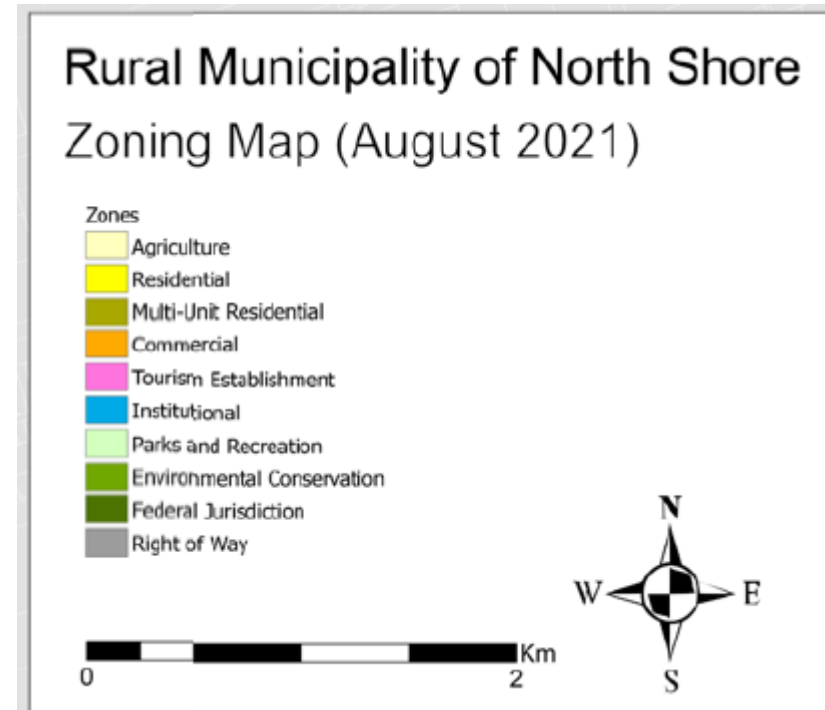 Rural Municipality of North Shore
Zoning Map (August 2021)
Zones
Agriculture
Residential
Multi-Unit Residential
Commercial
Tourism Establishment
Institutional
Parks and Recreation
Environmental Conservation
Federal Jurisdiction
Right of Way
N
W E
S
Km
0 2